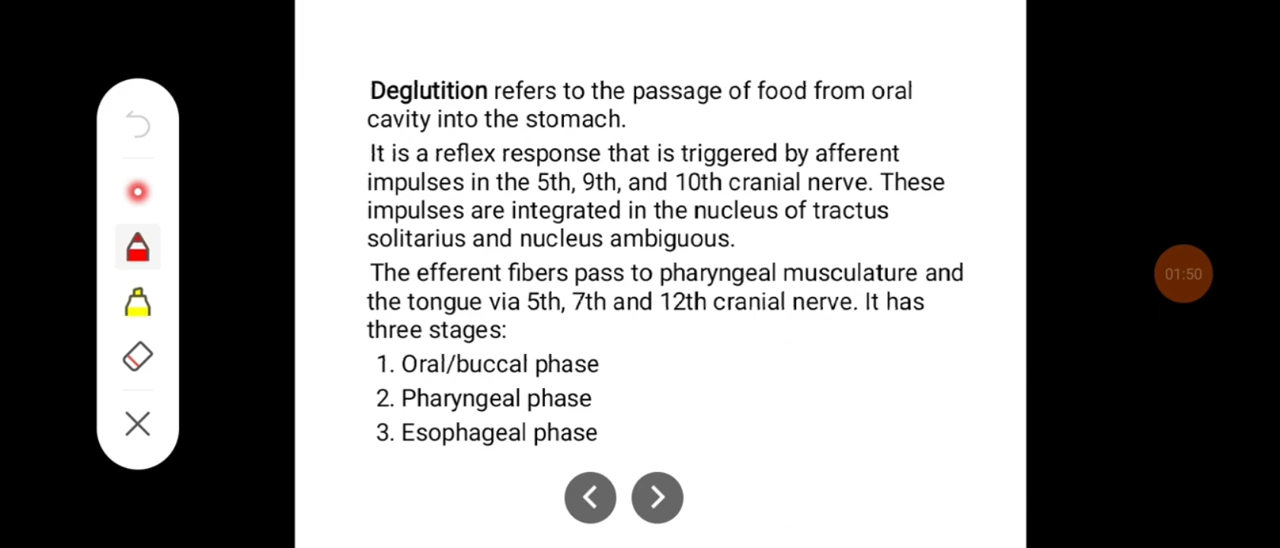 Deglutition refers to the passage of food from oral
cavity into the stomach.
It is a reflex response that is triggered by afferent
impulses in the 5th, 9th, and 10th cranial nerve. These
impulses are integrated in the nucleus of tractus
solitarius and nucleus ambiguous.
The efferent fibers pass to pharyngeal musculature and
the tongue via 5th, 7th and 12th cranial nerve. It has
three stages:
1. Oral/buccal phase
2. Pharyngeal phase
3. Esophageal phase
01:50